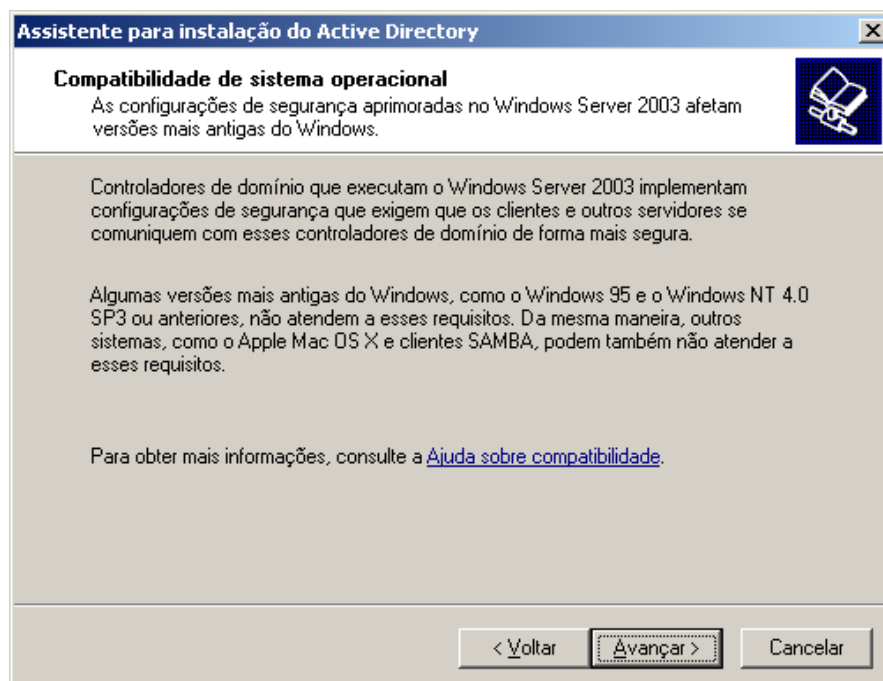 Assistente para instalação do Active Directory
Compatibilidade de sistema operacional
As configurações de segurança aprimoradas no Windows Server 2003 afetam
versões mais antigas do Windows.
Controladores de domínio que executam o Windows Server 2003 implementam
configurações de segurança que exigem que os clientes e outros servidores se
comuniquem com esses controladores de domínio de forma mais segura.
Algumas versões mais antigas do Windows, como o Windows 95 e o Windows NT 4.0
SP3 ou anteriores, não atendem a esses requisitos. Da mesma maneira, outros
sistemas, como o Apple Mac OS X e clientes SAMBA, podem também não atender a
esses requisitos.
Para obter mais informações, consulte a Ajuda sobre compatibilidade.
< Voltar Avançar > Cancelar